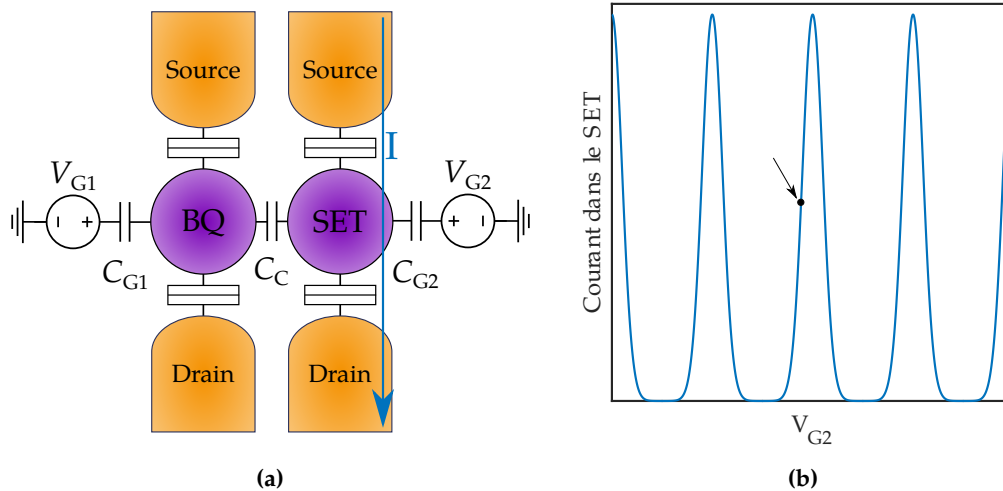 Source
Source
I
V_G1
V_G2
- +
BQ
SET
+ -
C_G1
C_C
C_G2
Drain
Drain
(a)
Courant dans le SET
V_G2
(b)